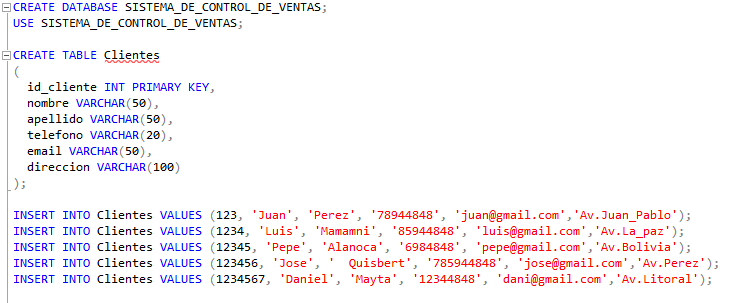 CREATE DATABASE SISTEMA_DE_CONTROL_DE_VENTAS;
USE SISTEMA_DE_CONTROL_DE_VENTAS;
CREATE TABLE Clientes
(
id_cliente INT PRIMARY KEY,
nombre VARCHAR(50),
apellido VARCHAR(50),
telefono VARCHAR(20),
email VARCHAR(50),
direccion VARCHAR(100)
);
INSERT INTO Clientes VALUES (123, 'Juan', 'Perez', '78944848', 'juan@gmail.com','Av.Juan_Pablo');
INSERT INTO Clientes VALUES (1234, 'Luis', 'Mamamni', '85944848', 'luis@gmail.com','Av.La_paz');
INSERT INTO Clientes VALUES (12345, 'Pepe', 'Alanoca', '6984848', 'pepe@gmail.com','Av.Bolivia');
INSERT INTO Clientes VALUES (123456, 'Jose', '  Quisbert', '785944848', 'jose@gmail.com','Av.Perez');
INSERT INTO Clientes VALUES (1234567, 'Daniel', 'Mayta', '12344848', 'dani@gmail.com','Av.Litoral');